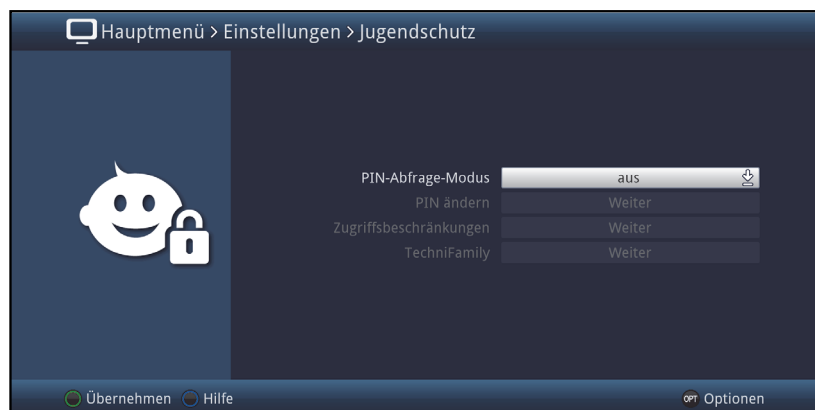 Hauptmenü > Einstellungen > Jugendschutz
PIN-Abfrage-Modus aus
PIN ändern Weiter
Zugriffsbeschränkungen Weiter
TechniFamily Weiter
Übernehmen Hilfe OPT Optionen